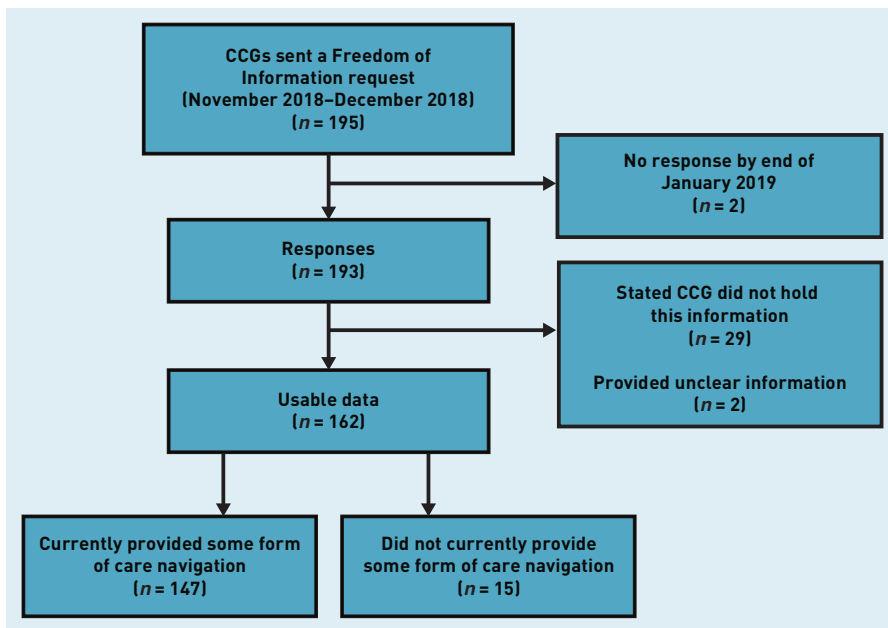 CCGs sent a Freedom of
Information request
(November 2018–December 2018)
(n = 195)
No response by end of
January 2019
(n = 2)
Responses
(n = 193)
Stated CCG did not hold
this information
(n = 29)
Provided unclear information
(n = 2)
Usable data
(n = 162)
Currently provided some form
of care navigation
(n = 147)
Did not currently provide
some form of care navigation
(n = 15)